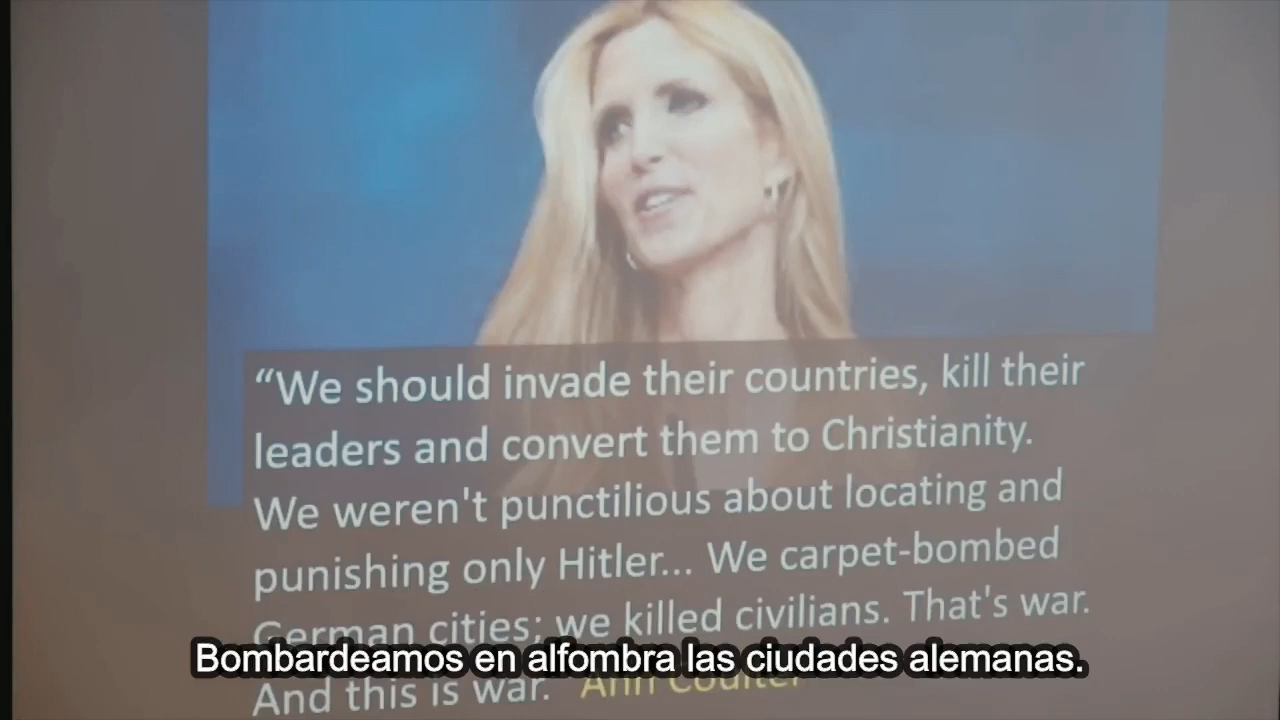 “We should invade their countries, kill their
leaders and convert them to Christianity.
We weren't punctilious about locating and
punishing only Hitler... We carpet-bombed
German cities; we killed civilians. That's war.
Bombardeamos en alfombra las ciudades alemanas.
And this is war.” Ann Coulter